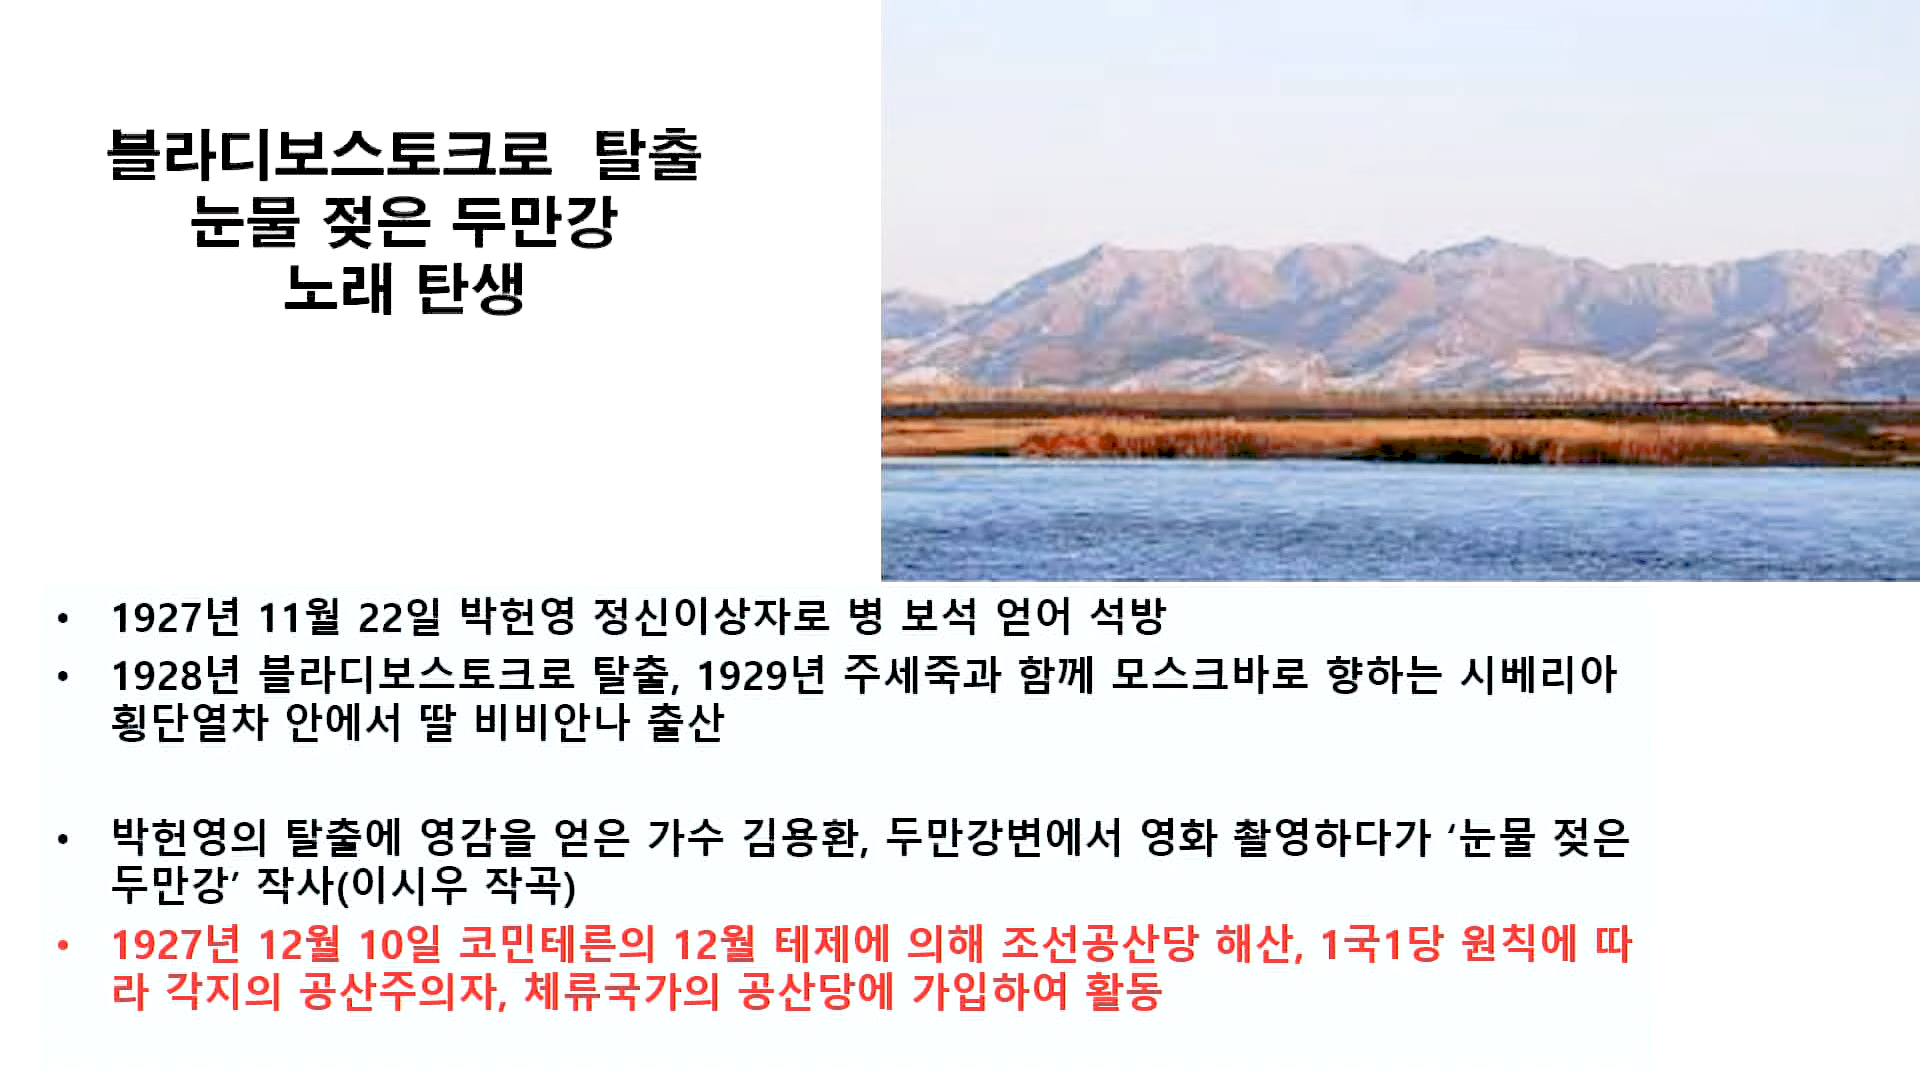 블라디보스토크로 탈출
눈물 젖은 두만강
노래 탄생
• 1927년 11월 22일 박헌영 정신이상자로 병 보석 얻어 석방
• 1928년 블라디보스토크로 탈출, 1929년 주세죽과 함께 모스크바로 향하는 시베리아
횡단열차 안에서 딸 비비안나 출산
• 박헌영의 탈출에 영감을 얻은 가수 김용환, 두만강변에서 영화 촬영하다가 ‘눈물 젖은
두만강’ 작사(이시우 작곡)
• 1927년 12월 10일 코민테른의 12월 테제에 의해 조선공산당 해산, 1국1당 원칙에 따
라 각지의 공산주의자, 체류국가의 공산당에 가입하여 활동